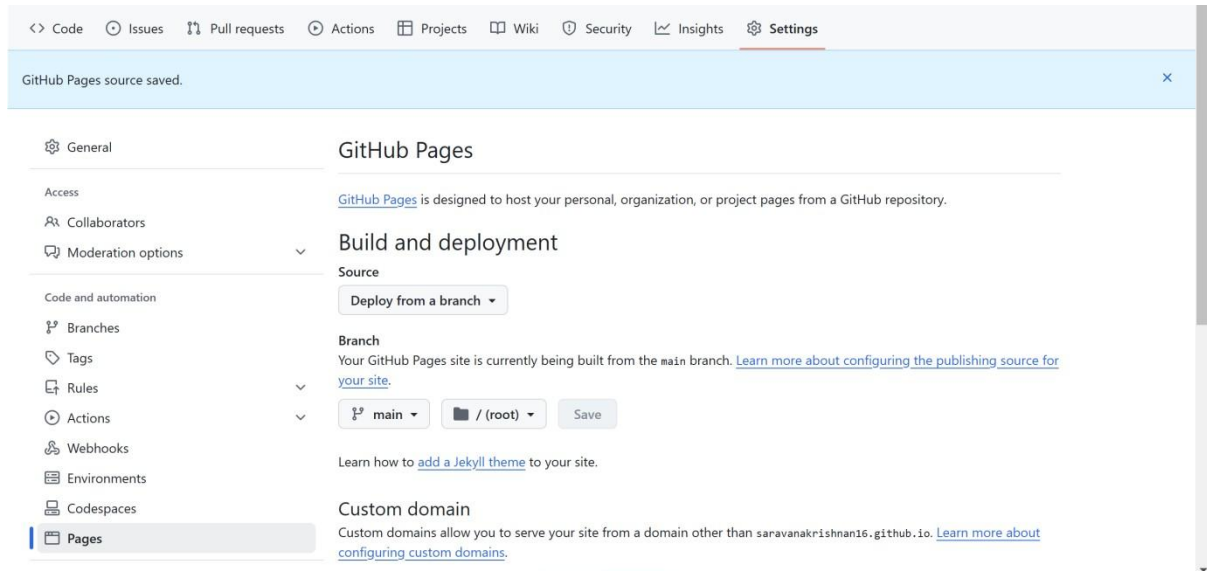 Code Issues Pull requests Actions Projects Wiki Security Insights Settings
GitHub Pages source saved.
General
Access
Collaborators
Moderation options
Code and automation
Branches
Tags
Rules
Actions
Webhooks
Environments
Codespaces
Pages
GitHub Pages
GitHub Pages is designed to host your personal, organization, or project pages from a GitHub repository.
Build and deployment
Source
Deploy from a branch
Branch
Your GitHub Pages site is currently being built from the main branch. Learn more about configuring the publishing source for
your site.
main / (root) Save
Learn how to add a Jekyll theme to your site.
Custom domain
Custom domains allow you to serve your site from a domain other than saravanakrishnan16.github.io. Learn more about
configuring custom domains.